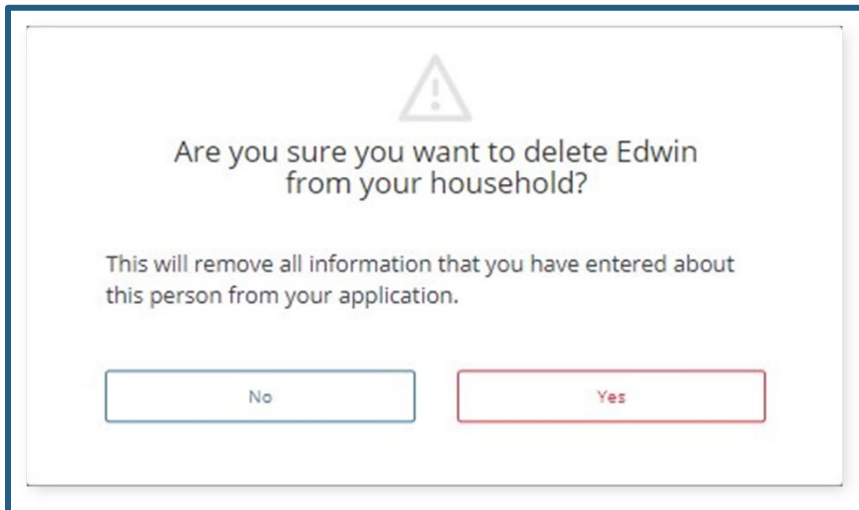 Are you sure you want to delete Edwin
from your household?
This will remove all information that you have entered about
this person from your application.
No
Yes